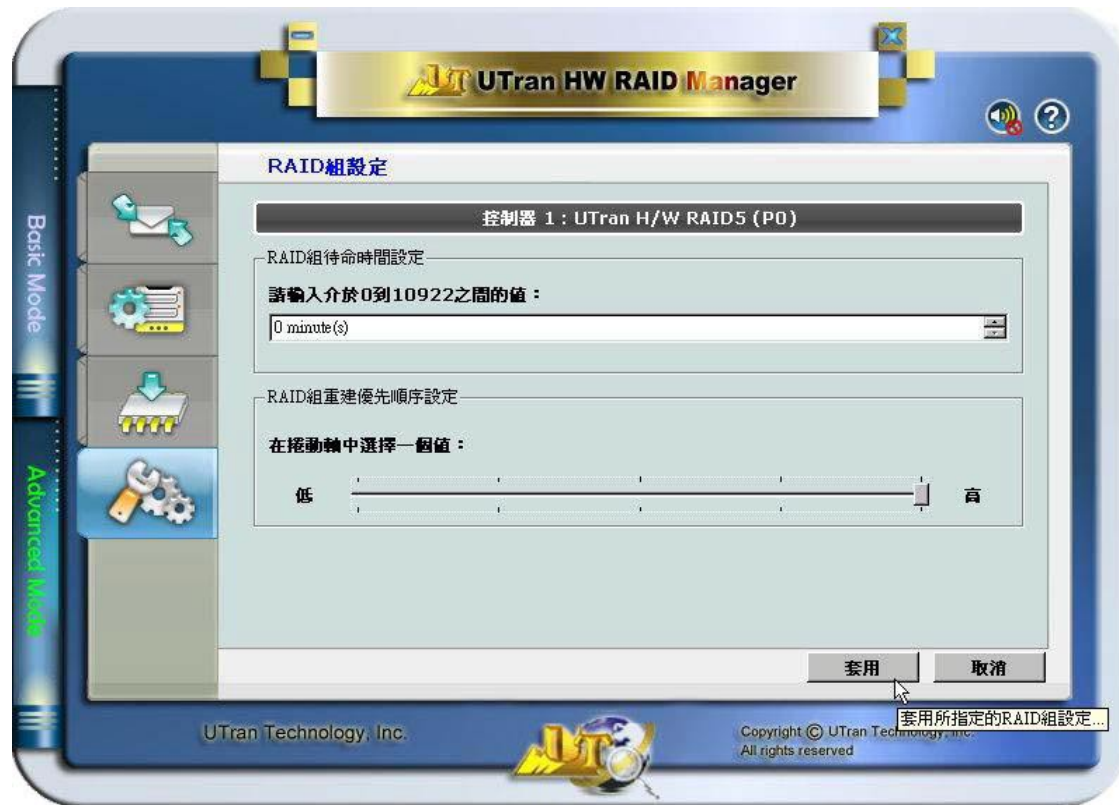 UTran HW RAID Manager
RAID組設定
控制器 1 : UTran H/W RAID5 (P0)
RAID組待命時間設定
請輸入介於0到10922之間的值：
0 minute(s)
RAID組重建優先順序設定
在捲動軸中選擇一個值：
低
高
套用
取消
套用所指定的RAID組設定...
Basic Mode
Advanced Mode
UTran Technology, Inc.
UT
Copyright © UTran Technology, Inc.
All rights reserved